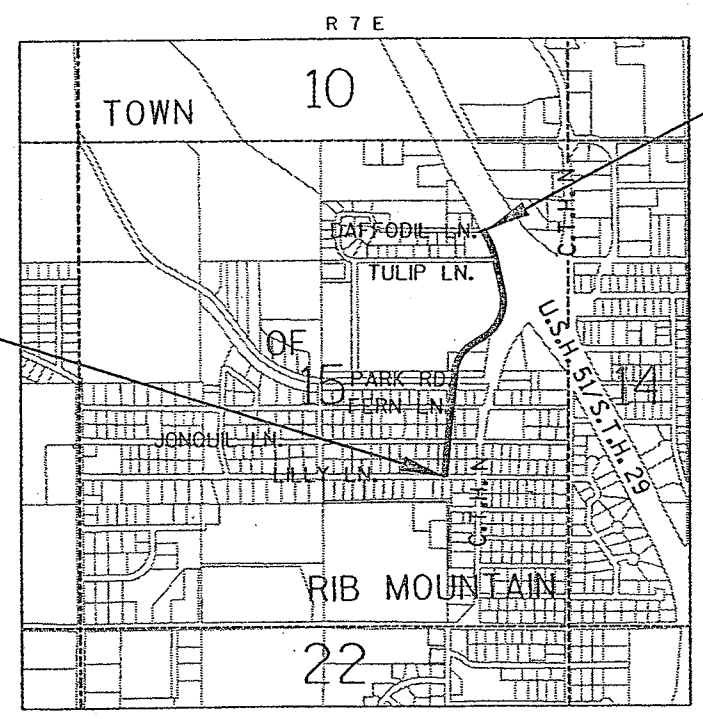 R 7 E
10
TOWN
C.T.H. N
DAFFODIL LN.
TULIP LN.
U.S.H. 51/S.T.H. 29
OF
15
PARK RD.
14
FERN LN.
JONQUIL LN.
LILLY LN.
C.T.H. N
RIB MOUNTAIN
22